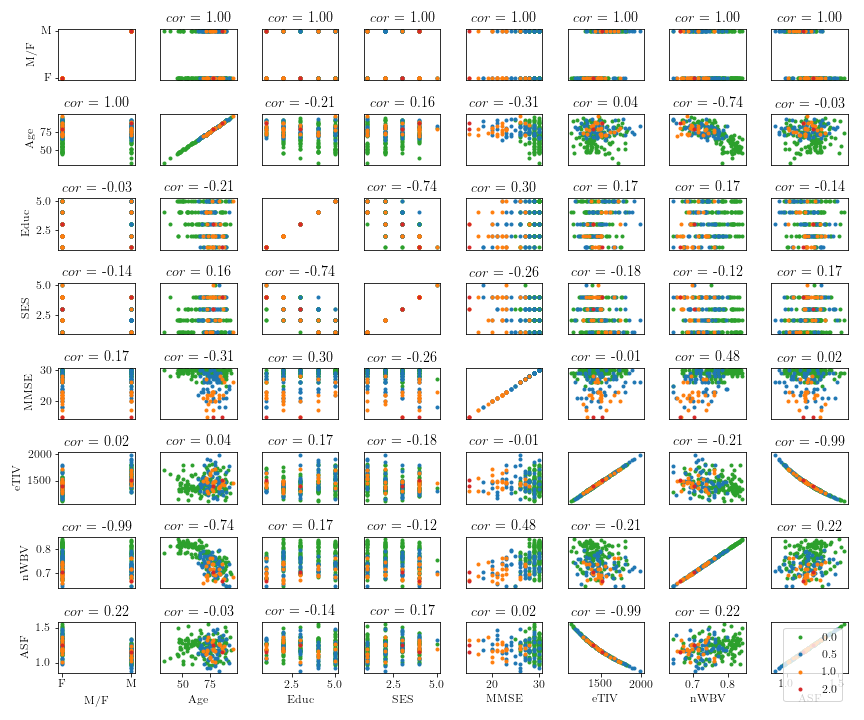 cor = 1.00 cor = 1.00 cor = 1.00 cor = 1.00 cor = 1.00 cor = 1.00 cor = 1.00
M
F
M/F
cor = 1.00 cor = -0.21 cor = 0.16 cor = -0.31 cor = 0.04 cor = -0.74 cor = -0.03
75
50
Age
cor = -0.03 cor = -0.21 cor = -0.74 cor = 0.30 cor = 0.17 cor = 0.17 cor = -0.14
5.0
2.5
Educ
cor = -0.14 cor = 0.16 cor = -0.74 cor = -0.26 cor = -0.18 cor = -0.12 cor = 0.17
5.0
2.5
SES
cor = 0.17 cor = -0.31 cor = 0.30 cor = -0.26 cor = -0.01 cor = 0.48 cor = 0.02
30
20
MMSE
cor = 0.02 cor = 0.04 cor = 0.17 cor = -0.18 cor = -0.01 cor = -0.21 cor = -0.99
2000
1500
eTIV
cor = -0.99 cor = -0.74 cor = 0.17 cor = -0.12 cor = 0.48 cor = -0.21 cor = 0.22
0.8
0.7
nWBV
cor = 0.22 cor = -0.03 cor = -0.14 cor = 0.17 cor = 0.02 cor = -0.99 cor = 0.22
1.5
1.0
ASF
0.0
0.5
1.0
2.0
F M 50 75 2.5 5.0 2.5 5.0 20 30 1500 2000 0.7 0.8 1.0 1.5
M/F Age Educ SES MMSE eTIV nWBV ASF